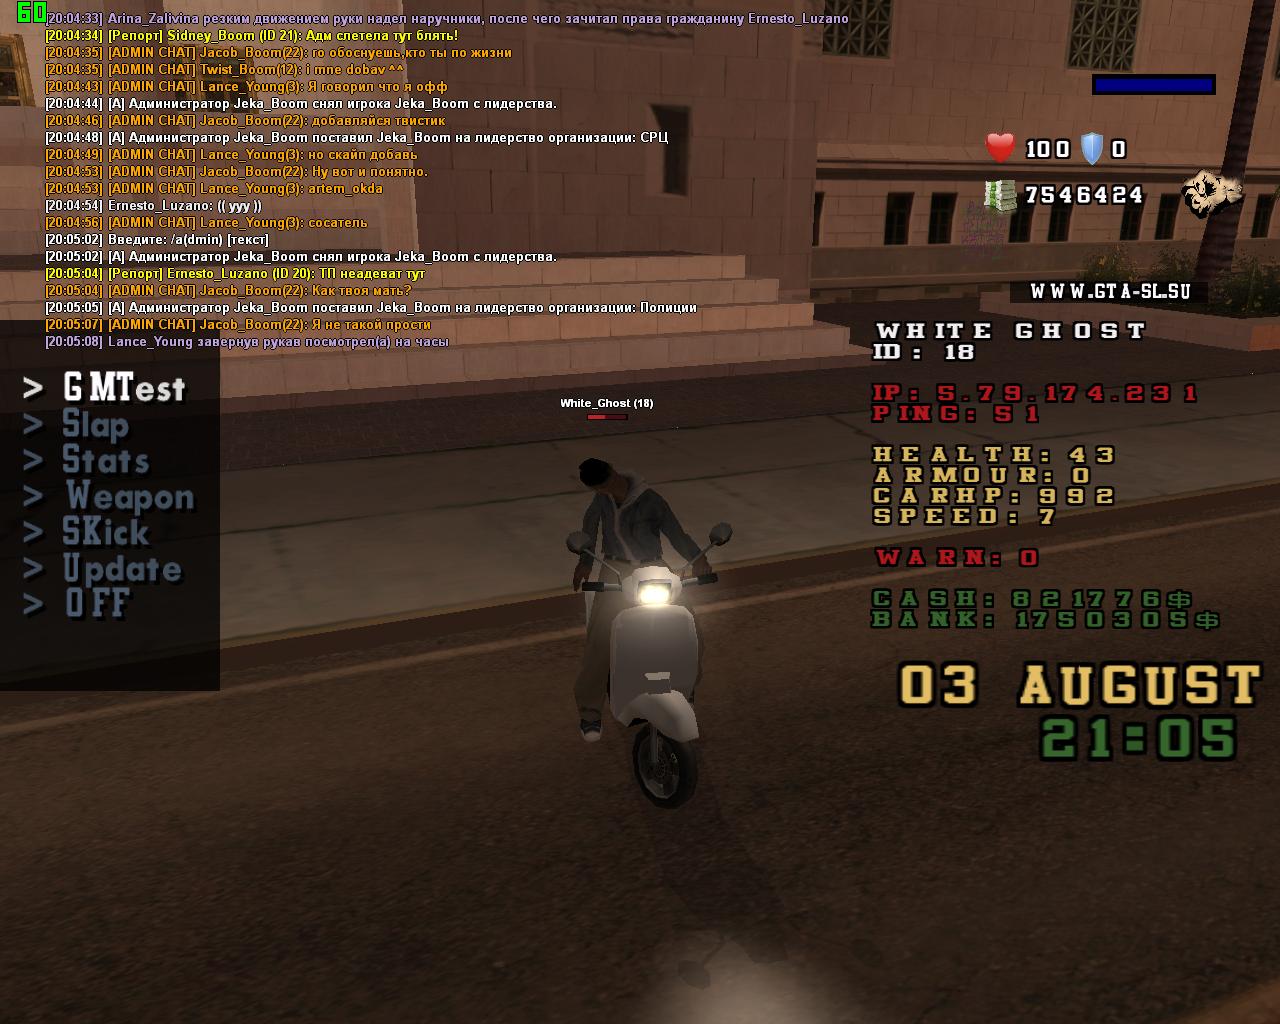 60
[20:04:33] Arina_Zalivina резким движением руки надел наручники, после чего зачитал права гражданину Ernesto_Luzano
[20:04:34] [Репорт] Sidney_Boom (ID 21): Адм слетела тут блять!
[20:04:35] [ADMIN CHAT] Jacob_Boom(22): го обоснуешь,кто ты по жизни
[20:04:35] [ADMIN CHAT] Twist_Boom(12): i mne dobav ^^
[20:04:43] [ADMIN CHAT] Lance_Young(3): Я говорил что я офф
[20:04:44] [A] Администратор Jeka_Boom снял игрока Jeka_Boom с лидерства.
[20:04:46] [ADMIN CHAT] Jacob_Boom(22): добавляйся твистик
[20:04:48] [A] Администратор Jeka_Boom поставил Jeka_Boom на лидерство организации: СРЦ
[20:04:49] [ADMIN CHAT] Lance_Young(3): но скайп добавь
[20:04:53] [ADMIN CHAT] Jacob_Boom(22): Ну вот и понятно.
[20:04:53] [ADMIN CHAT] Lance_Young(3): artem_okda
[20:04:54] Ernesto_Luzano: (( ууу ))
[20:04:56] [ADMIN CHAT] Lance_Young(3): сосатель
[20:05:02] Введите: /a(dmin) [текст]
[20:05:02] [A] Администратор Jeka_Boom снял игрока Jeka_Boom с лидерства.
[20:05:04] [Репорт] Ernesto_Luzano (ID 20): ТП неадеват тут
[20:05:04] [ADMIN CHAT] Jacob_Boom(22): Как твоя мать?
[20:05:05] [A] Администратор Jeka_Boom поставил Jeka_Boom на лидерство организации: Полиции
[20:05:07] [ADMIN CHAT] Jacob_Boom(22): Я не такой прости
[20:05:08] Lance_Young завернув рукав посмотрел(а) на часы
100 0
7546424
WWW.GTA-SL.SU
> GMTest
> Slap
> Stats
> Weapon
> SKick
> Update
> OFF
White_Ghost (18)
WHITE GHOST
ID: 18
IP: 5.79.174.231
PING: 51
HEALTH: 43
ARMOUR: 0
CARHP: 992
SPEED: 7
WARN: 0
CASH: 821776$
BANK: 1750305$
03 AUGUST
21:05